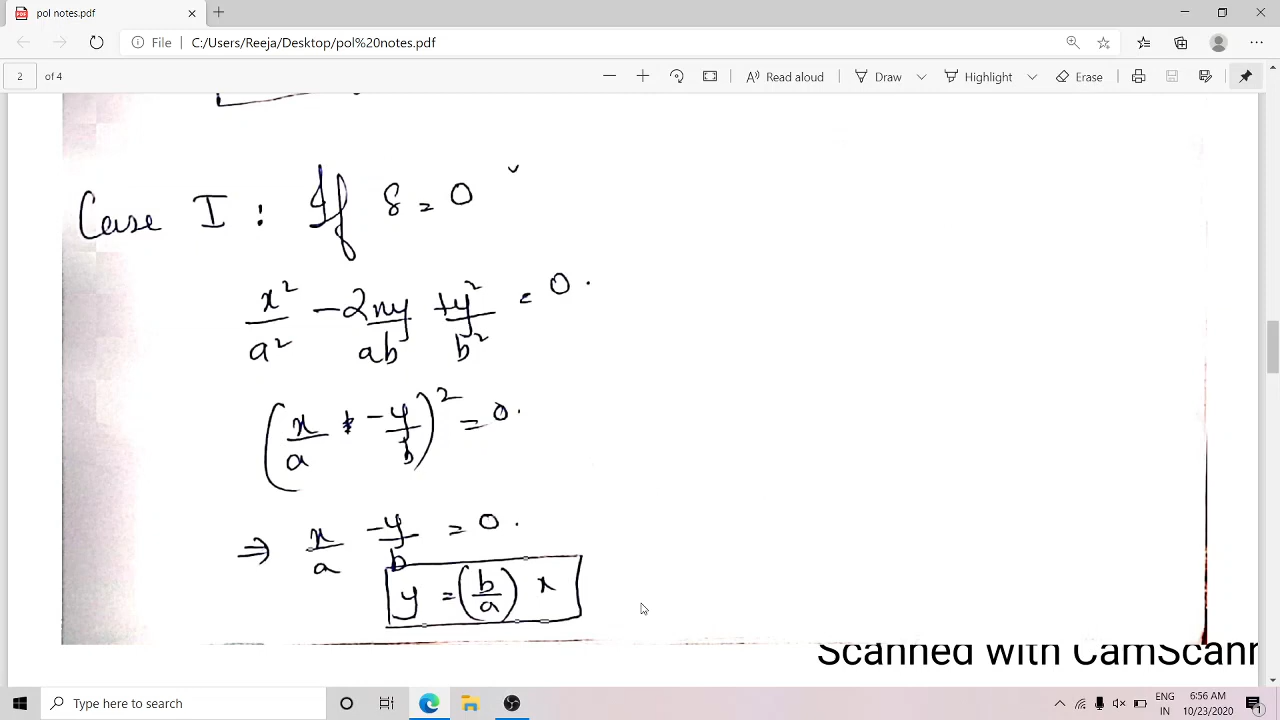 pol notes.pdf
File C:/Users/Reeja/Desktop/pol%20notes.pdf
2 of 4 Read aloud Draw Highlight Erase
Case I : If δ = 0
x²/a² - 2xy/ab + y²/b² = 0.
(x/a - y/b)² = 0.
⇒ x/a - y/b = 0.
y = (b/a) x
Scanned with CamScann
Type here to search
ENG 6:56 AM
IN 10/23/2020
1